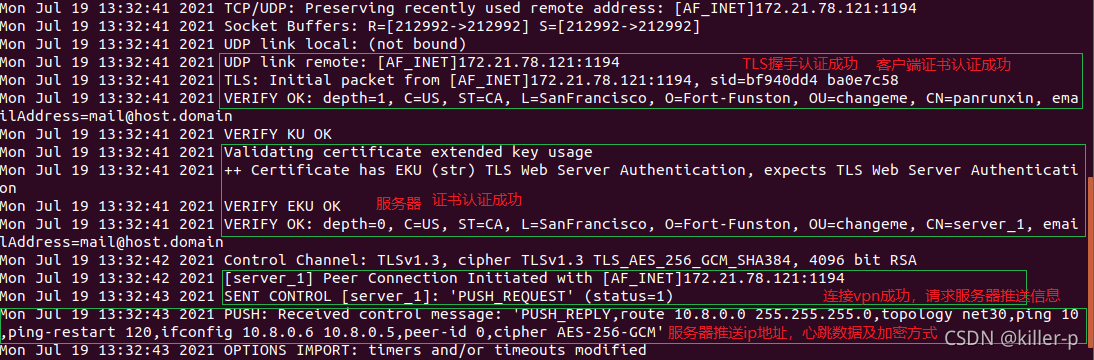 Mon Jul 19 13:32:41 2021 TCP/UDP: Preserving recently used remote address: [AF_INET]172.21.78.121:1194
Mon Jul 19 13:32:41 2021 Socket Buffers: R=[212992->212992] S=[212992->212992]
Mon Jul 19 13:32:41 2021 UDP link local: (not bound)
Mon Jul 19 13:32:41 2021 UDP link remote: [AF_INET]172.21.78.121:1194 TLS握手认证成功 客户端证书认证成功
Mon Jul 19 13:32:41 2021 TLS: Initial packet from [AF_INET]172.21.78.121:1194, sid=bf940dd4 ba0e7c58
Mon Jul 19 13:32:41 2021 VERIFY OK: depth=1, C=US, ST=CA, L=SanFrancisco, O=Fort-Funston, OU=changeme, CN=panrunxin, ema
ilAddress=mail@host.domain
Mon Jul 19 13:32:41 2021 VERIFY KU OK
Mon Jul 19 13:32:41 2021 Validating certificate extended key usage
Mon Jul 19 13:32:41 2021 ++ Certificate has EKU (str) TLS Web Server Authentication, expects TLS Web Server Authenticati
on
Mon Jul 19 13:32:41 2021 VERIFY EKU OK 服务器 证书认证成功
Mon Jul 19 13:32:41 2021 VERIFY OK: depth=0, C=US, ST=CA, L=SanFrancisco, O=Fort-Funston, OU=changeme, CN=server_1, emai
lAddress=mail@host.domain
Mon Jul 19 13:32:42 2021 Control Channel: TLSv1.3, cipher TLSv1.3 TLS_AES_256_GCM_SHA384, 4096 bit RSA
Mon Jul 19 13:32:42 2021 [server_1] Peer Connection Initiated with [AF_INET]172.21.78.121:1194
Mon Jul 19 13:32:43 2021 SENT CONTROL [server_1]: 'PUSH_REQUEST' (status=1) 连接vpn成功，请求服务器推送信息
Mon Jul 19 13:32:43 2021 PUSH: Received control message: 'PUSH_REPLY,route 10.8.0.0 255.255.255.0,topology net30,ping 10
,ping-restart 120,ifconfig 10.8.0.6 10.8.0.5,peer-id 0,cipher AES-256-GCM' 服务器推送ip地址，心跳数据及加密方式
Mon Jul 19 13:32:43 2021 OPTIONS IMPORT: timers and/or timeouts modified
CSDN @killer-p